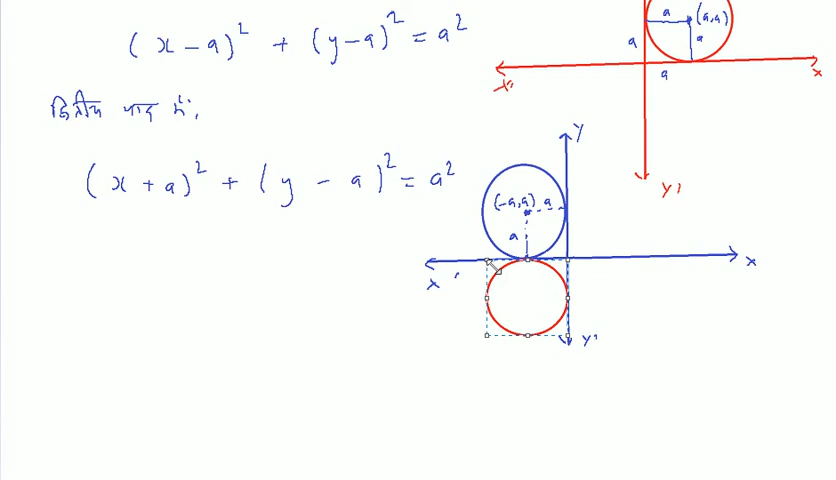 (x – a)² + (y – a)² = a²
a
(a,a)
a
a
a
x'
x
y'
द्वितीय पाद में,
(x + a)² + (y – a)² = a²
y
(-a,a)
a
a
x'
x
y'